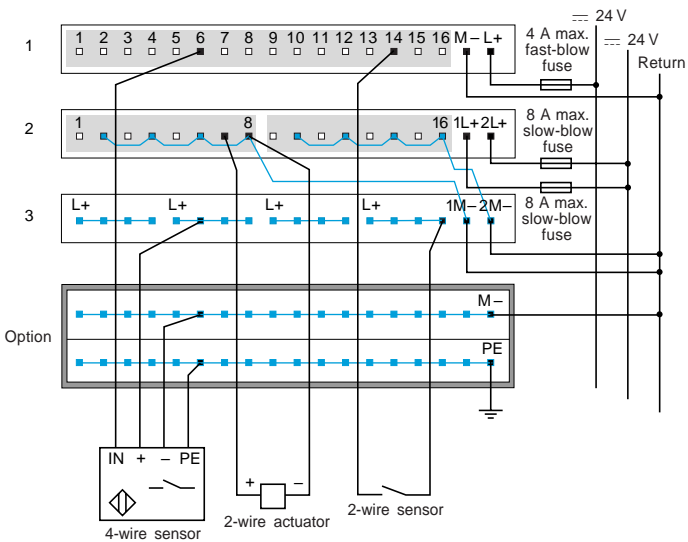 24 V
24 V
Return
1
1 2 3 4 5 6 7 8 9 10 11 12 13 14 15 16 M– L+
4 A max.
fast-blow
fuse
2
1 8 16 1L+ 2L+
8 A max.
slow-blow
fuse
3
L+ L+ L+ L+ 1M– 2M–
8 A max.
slow-blow
fuse
Option
M–
PE
IN + – PE
4-wire sensor
+ –
2-wire actuator
2-wire sensor